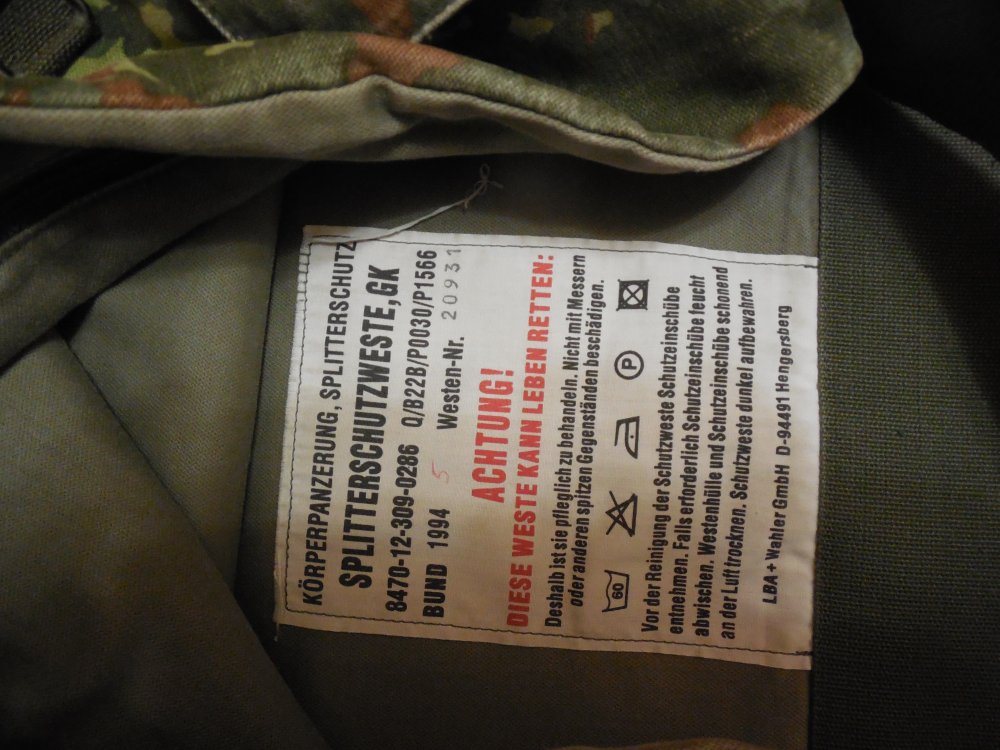 KÖRPERPANZERUNG, SPLITTERSCHUTZ
SPLITTERSCHUTZWESTE, GK
8470-12-309-0286 Q/B22B/P0030/P1566
BUND 1994 5 Westen-Nr. 20931
ACHTUNG!
DIESE WESTE KANN LEBEN RETTEN:
Deshalb ist sie pfleglich zu behandeln. Nicht mit Messern
oder anderen spitzen Gegenständen beschädigen.
60 P
Vor der Reinigung der Schutzweste Schutzeinschübe
entnehmen. Falls erforderlich Schutzeinschübe feucht
abwischen. Westenhülle und Schutzeinschübe schonend
an der Luft trocknen. Schutzweste dunkel aufbewahren.
LBA + Wahler GmbH D-94491 Hengersberg